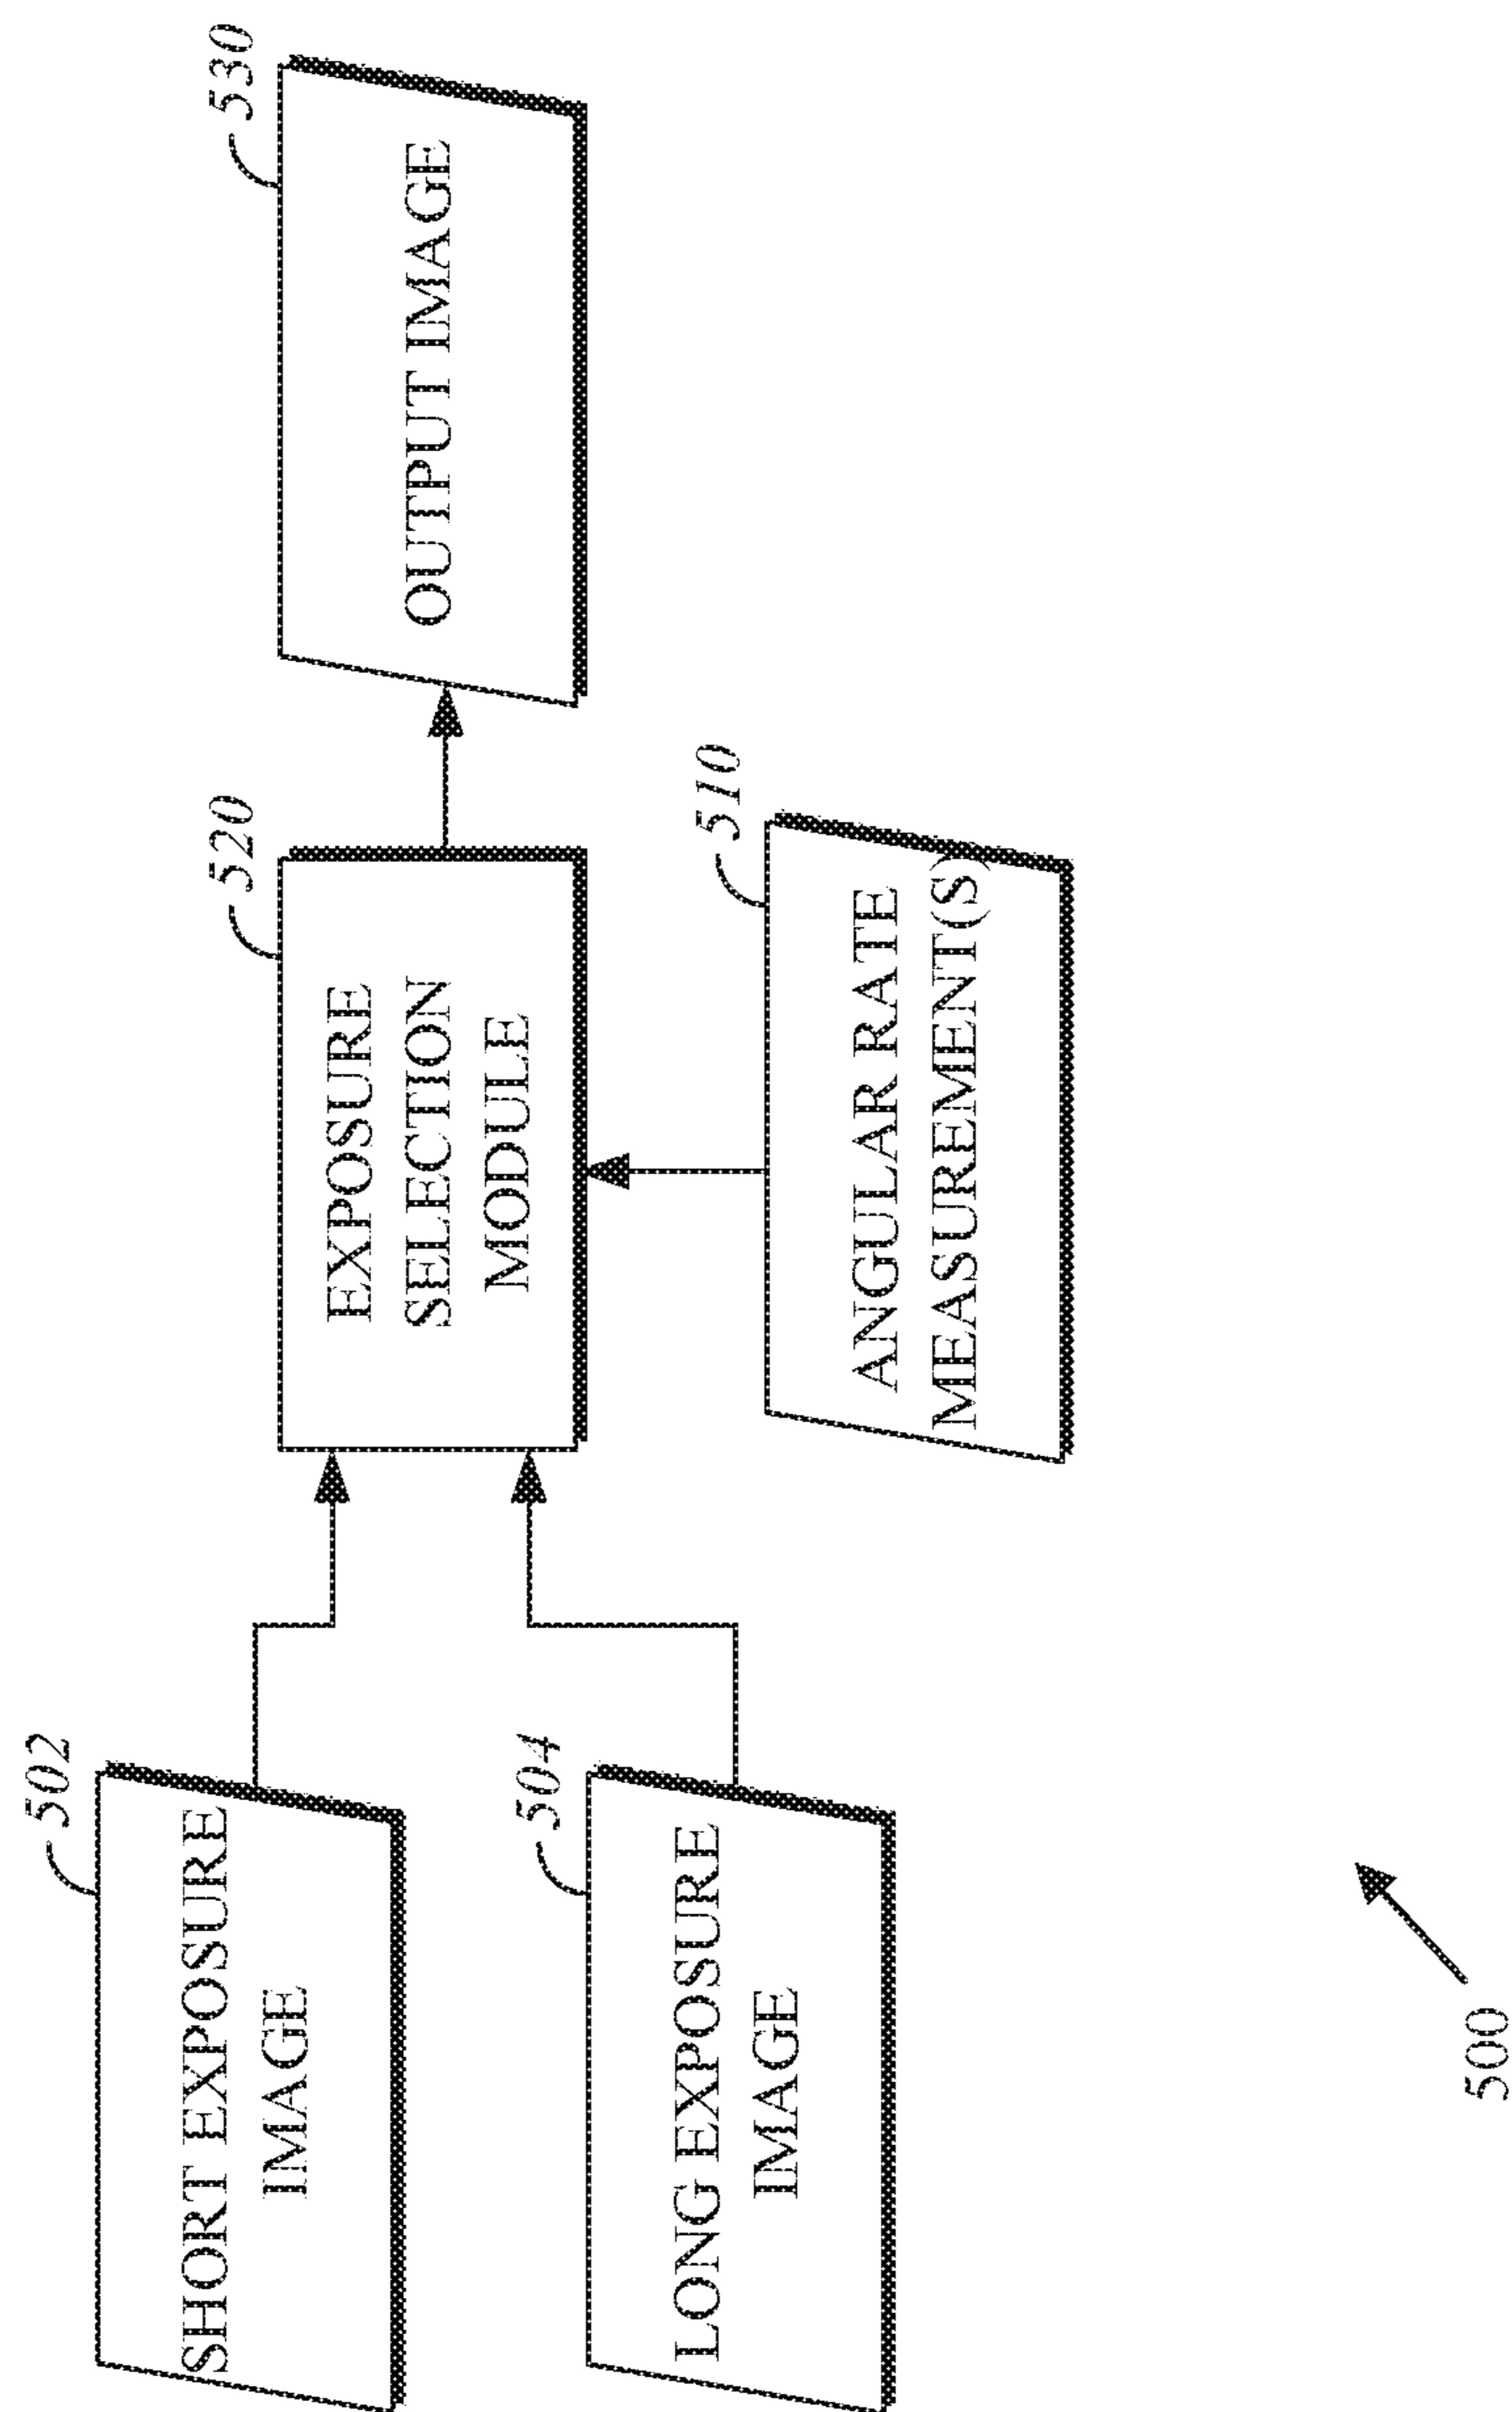 502
SHORT EXPOSURE
IMAGE
504
LONG EXPOSURE
IMAGE
520
EXPOSURE
SELECTION
MODULE
510
ANGULAR RATE
MEASUREMENT(S)
530
OUTPUT IMAGE
500